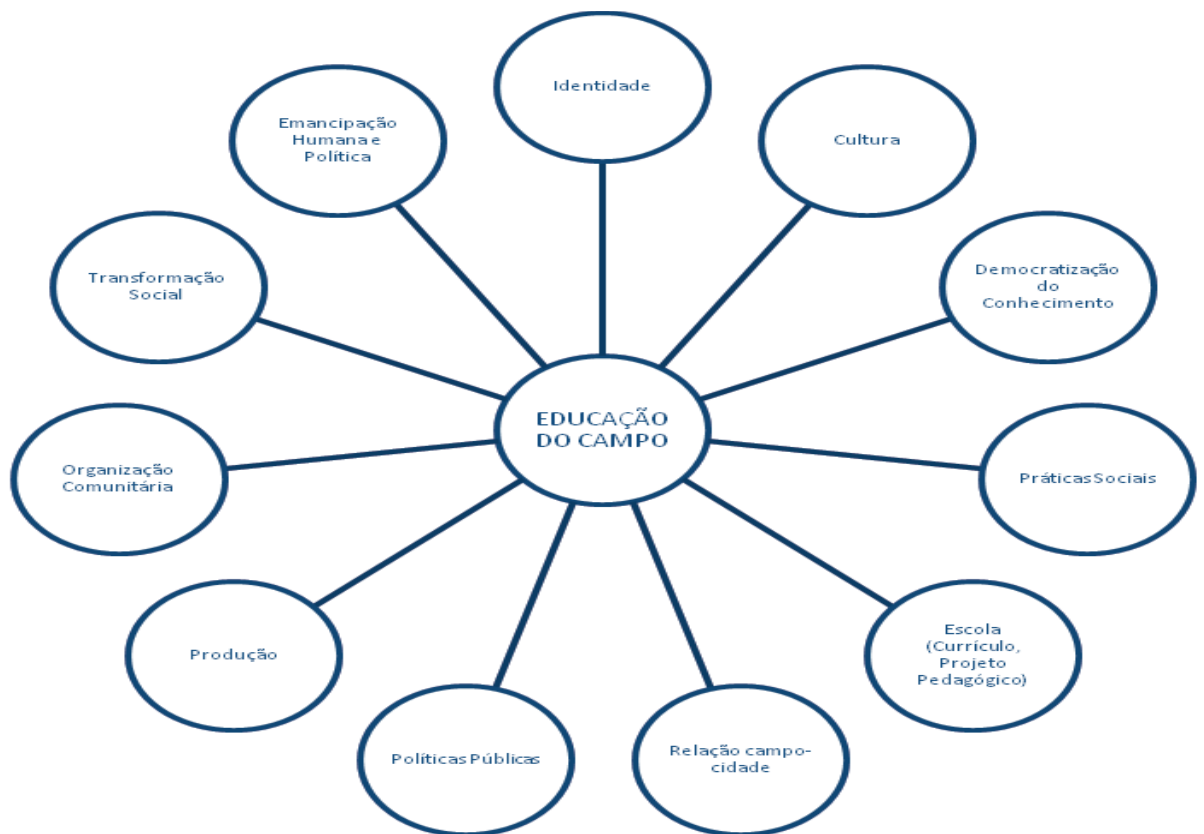 Identidade
Cultura
Democratização
do
Conhecimento
Práticas Sociais
Escola
(Currículo,
Projeto
Pedagógico)
Relação campo-
cidade
Políticas Públicas
Produção
Organização
Comunitária
Transformação
Social
Emancipação
Humana e
Política
EDUCAÇÃO
DO CAMPO